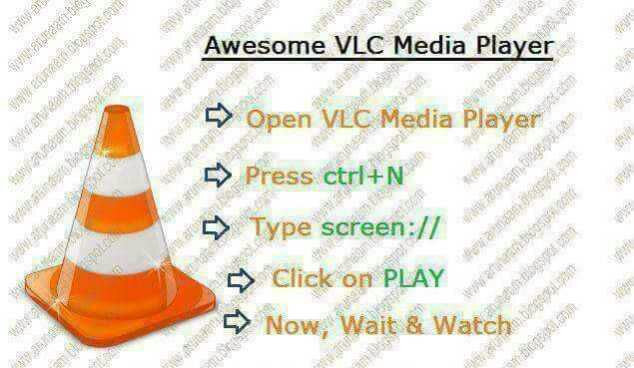 Awesome VLC Media Player
Open VLC Media Player
Press ctrl+N
Type screen://
Click on PLAY
Now, Wait & Watch